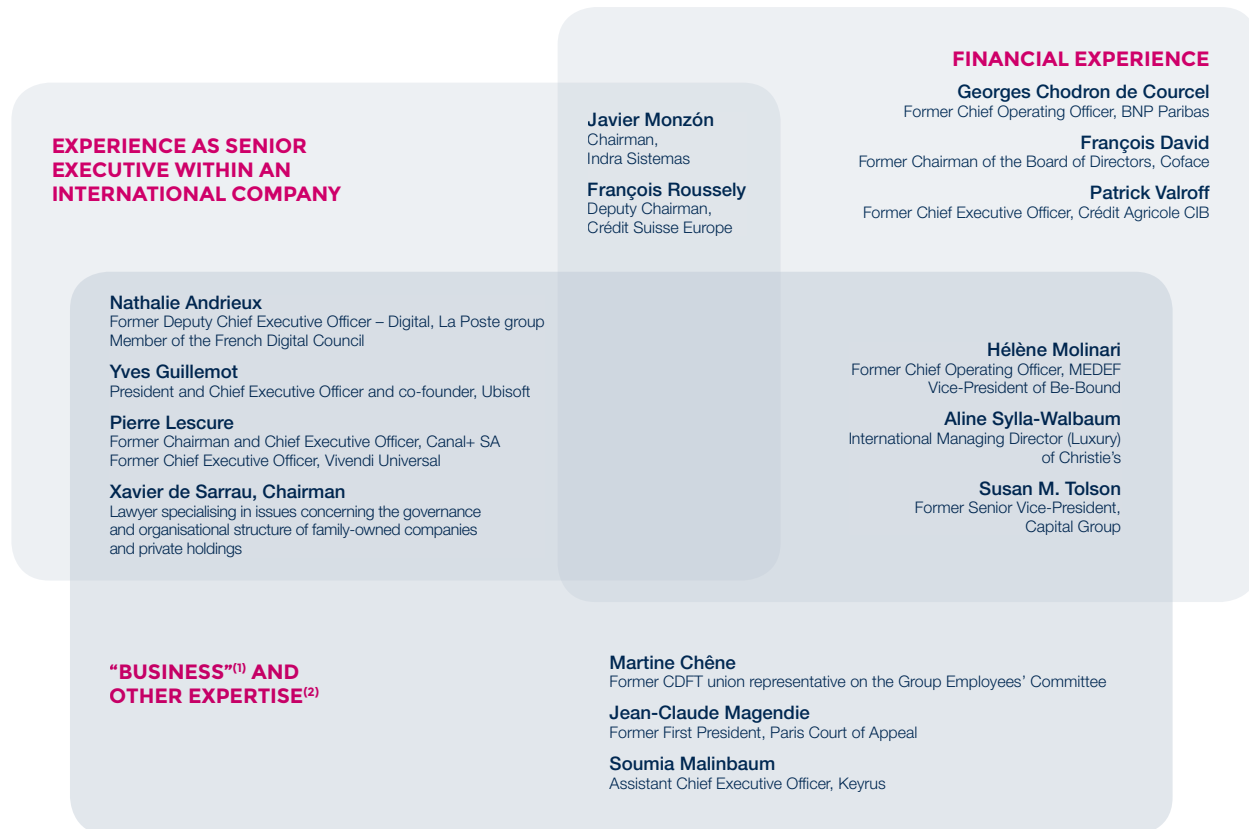 FINANCIAL EXPERIENCE
Georges Chodron de Courcel
Former Chief Operating Officer, BNP Paribas
François David
Former Chairman of the Board of Directors, Coface
Patrick Valroff
Former Chief Executive Officer, Crédit Agricole CIB
Javier Monzón
Chairman,
Indra Sistemas
François Roussely
Deputy Chairman,
Crédit Suisse Europe
EXPERIENCE AS SENIOR
EXECUTIVE WITHIN AN
INTERNATIONAL COMPANY
Nathalie Andrieux
Former Deputy Chief Executive Officer – Digital, La Poste group
Member of the French Digital Council
Yves Guillemot
President and Chief Executive Officer and co-founder, Ubisoft
Pierre Lescure
Former Chairman and Chief Executive Officer, Canal+ SA
Former Chief Executive Officer, Vivendi Universal
Xavier de Sarrau, Chairman
Lawyer specialising in issues concerning the governance
and organisational structure of family-owned companies
and private holdings
Hélène Molinari
Former Chief Operating Officer, MEDEF
Vice-President of Be-Bound
Aline Sylla-Walbaum
International Managing Director (Luxury)
of Christie's
Susan M. Tolson
Former Senior Vice-President,
Capital Group
"BUSINESS"(1) AND
OTHER EXPERTISE(2)
Martine Chêne
Former CDFT union representative on the Group Employees' Committee
Jean-Claude Magendie
Former First President, Paris Court of Appeal
Soumia Malinbaum
Assistant Chief Executive Officer, Keyrus